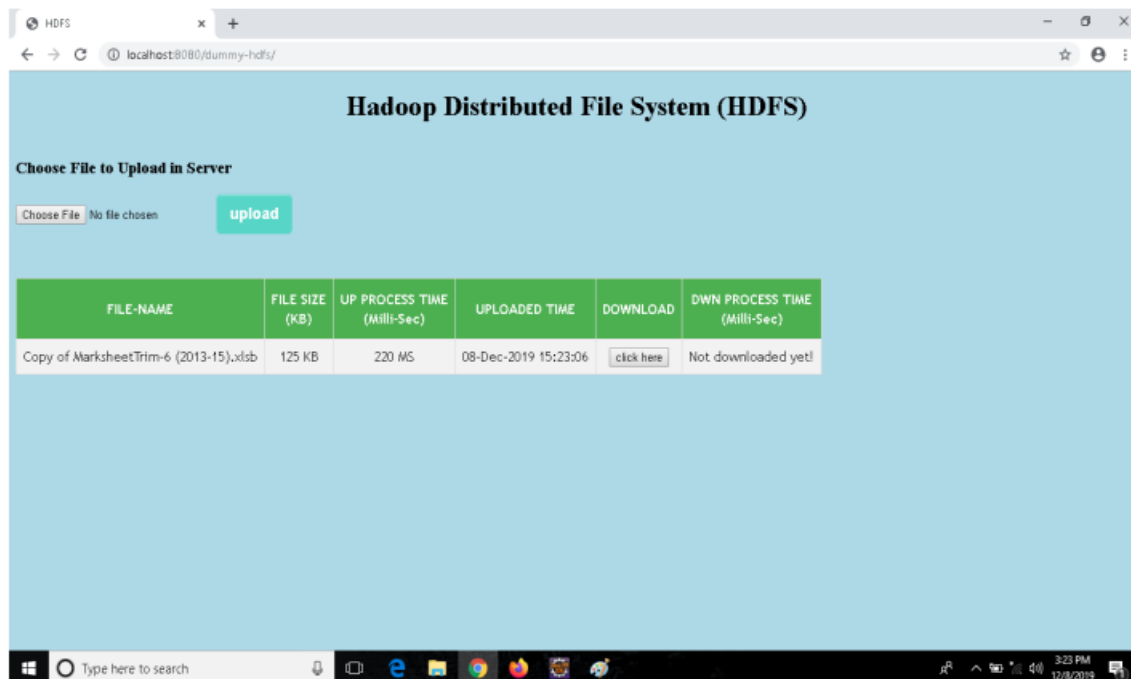 HDFS
localhost:8080/dummy-hdfs/
Hadoop Distributed File System (HDFS)
Choose File to Upload in Server
Choose File No file chosen upload
FILE-NAME FILE SIZE (KB) UP PROCESS TIME (Milli-Sec) UPLOADED TIME DOWNLOAD DWN PROCESS TIME (Milli-Sec)
Copy of MarksheetTrim-6 (2013-15).xlsb 125 KB 220 MS 08-Dec-2019 15:23:06 click here Not downloaded yet!
Type here to search
3:23 PM
12/8/2019